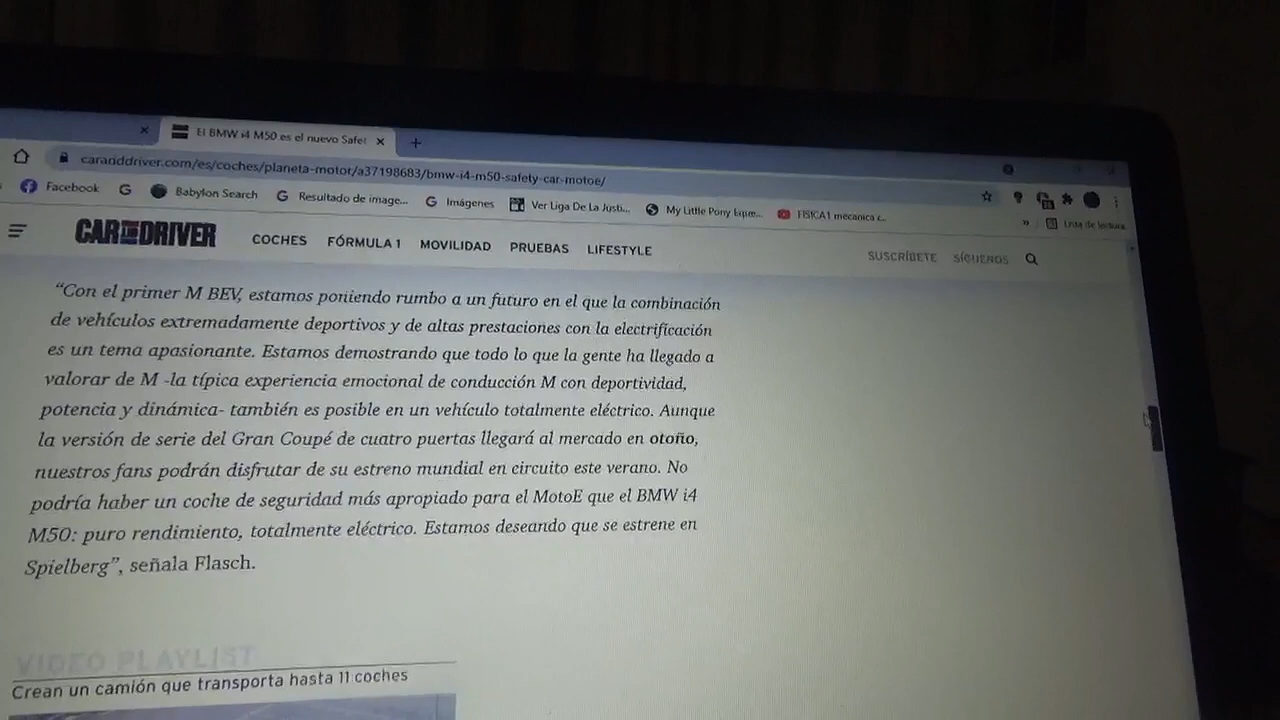 El BMW i4 M50 es el nuevo Safe
caranddriver.com/es/coches/planeta-motor/a37198683/bmw-i4-m50-safety-car-motoe/
Facebook
Babylon Search
Resultado de image...
Imágenes
Ver Liga De La Justi...
My Little Pony Eque...
FISICA1 mecanica c...
Lista de lectura
CAR AND DRIVER
COCHES FÓRMULA 1 MOVILIDAD PRUEBAS LIFESTYLE
SUSCRÍBETE SÍGUENOS
“Con el primer M BEV, estamos poniendo rumbo a un futuro en el que la combinación
de vehículos extremadamente deportivos y de altas prestaciones con la electrificación
es un tema apasionante. Estamos demostrando que todo lo que la gente ha llegado a
valorar de M -la típica experiencia emocional de conducción M con deportividad,
potencia y dinámica- también es posible en un vehículo totalmente eléctrico. Aunque
la versión de serie del Gran Coupé de cuatro puertas llegará al mercado en otoño,
nuestros fans podrán disfrutar de su estreno mundial en circuito este verano. No
podría haber un coche de seguridad más apropiado para el MotoE que el BMW i4
M50: puro rendimiento, totalmente eléctrico. Estamos deseando que se estrene en
Spielberg”, señala Flasch.
VIDEO PLAYLIST
Crean un camión que transporta hasta 11 coches